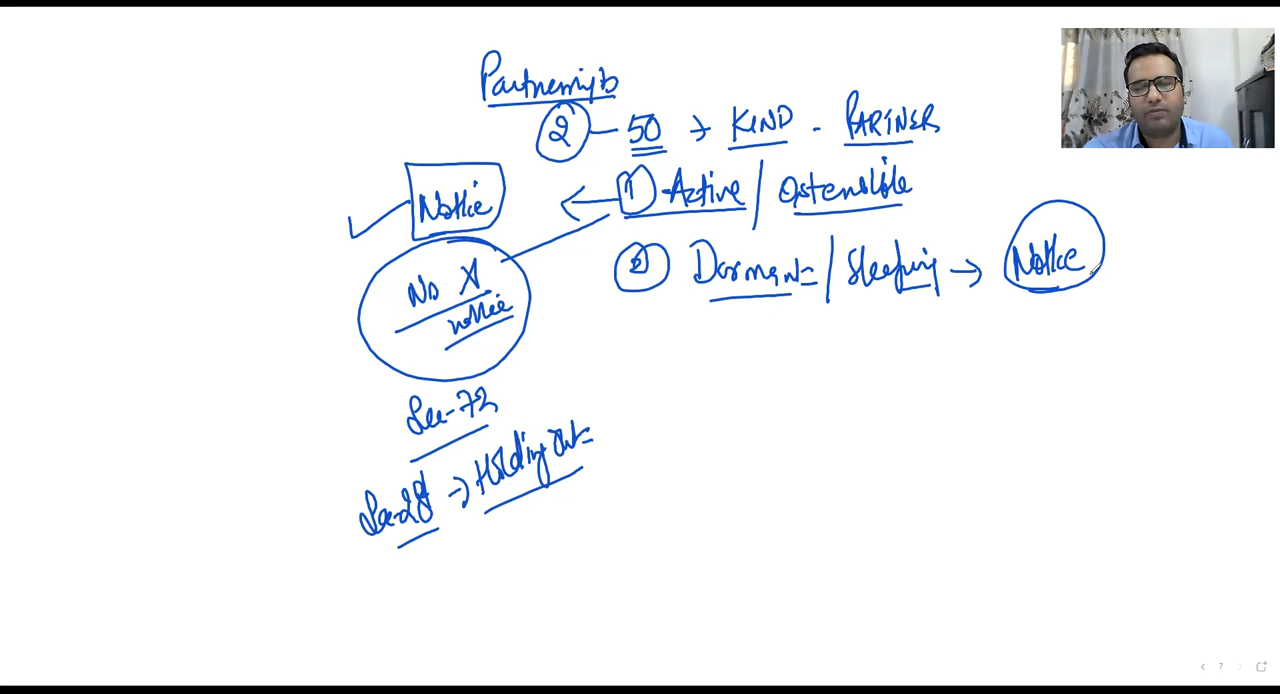 Partnership
2 — 50 → KIND - PARTNER
① Active / Ostensible
Notice
② Dormant / Sleeping → Notice
No X
notice
Sec-72
Sec-28 → Holding out
7